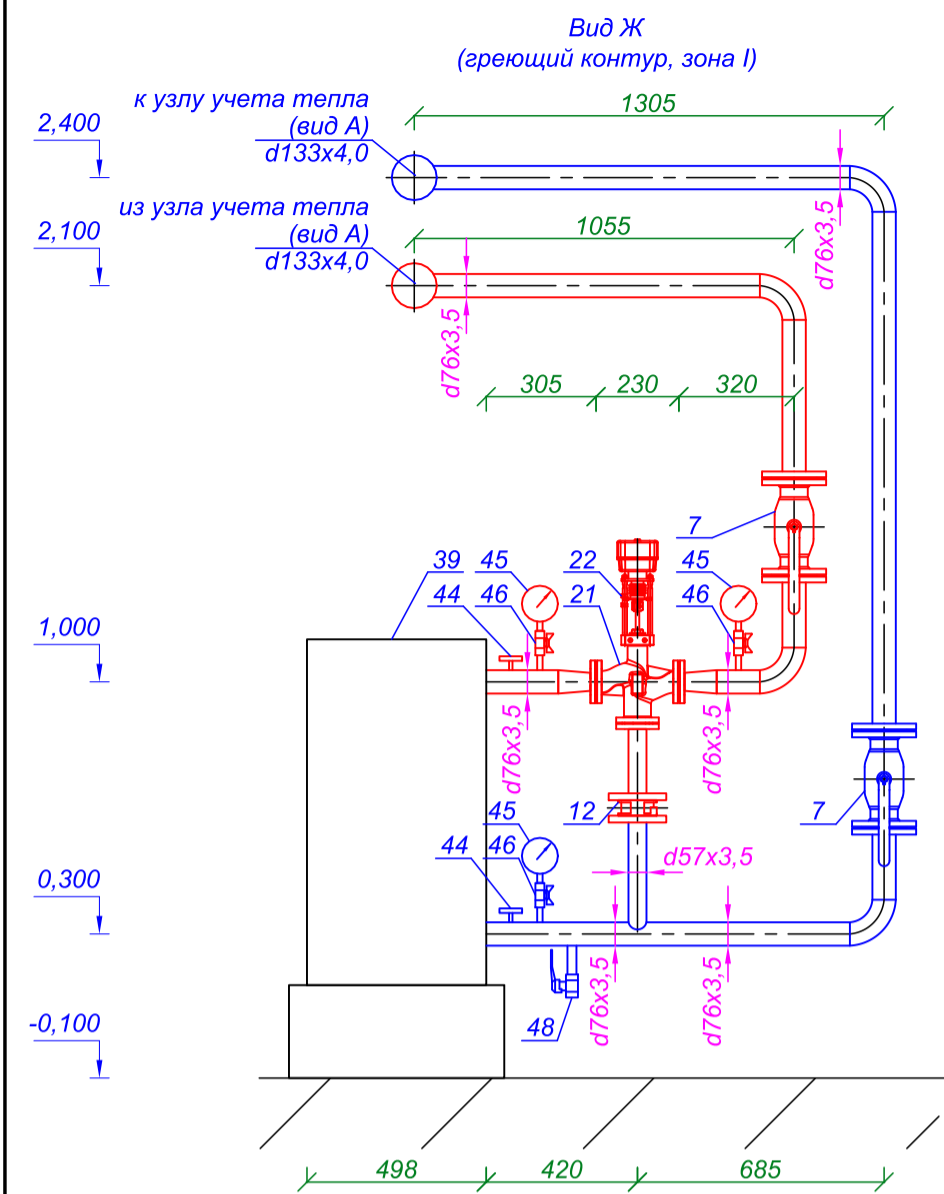 Вид Ж
(греющий контур, зона I)
к узлу учета тепла
(вид А)
d133x4,0
1305
2,400
из узла учета тепла
(вид А)
d133x4,0
1055
2,100
d76x3,5
d76x3,5
305
230
320
7
39
45
22
45
44
46
21
46
1,000
d76x3,5
d76x3,5
45
12
7
44
46
d57x3,5
0,300
d76x3,5
d76x3,5
48
-0,100
498
420
685